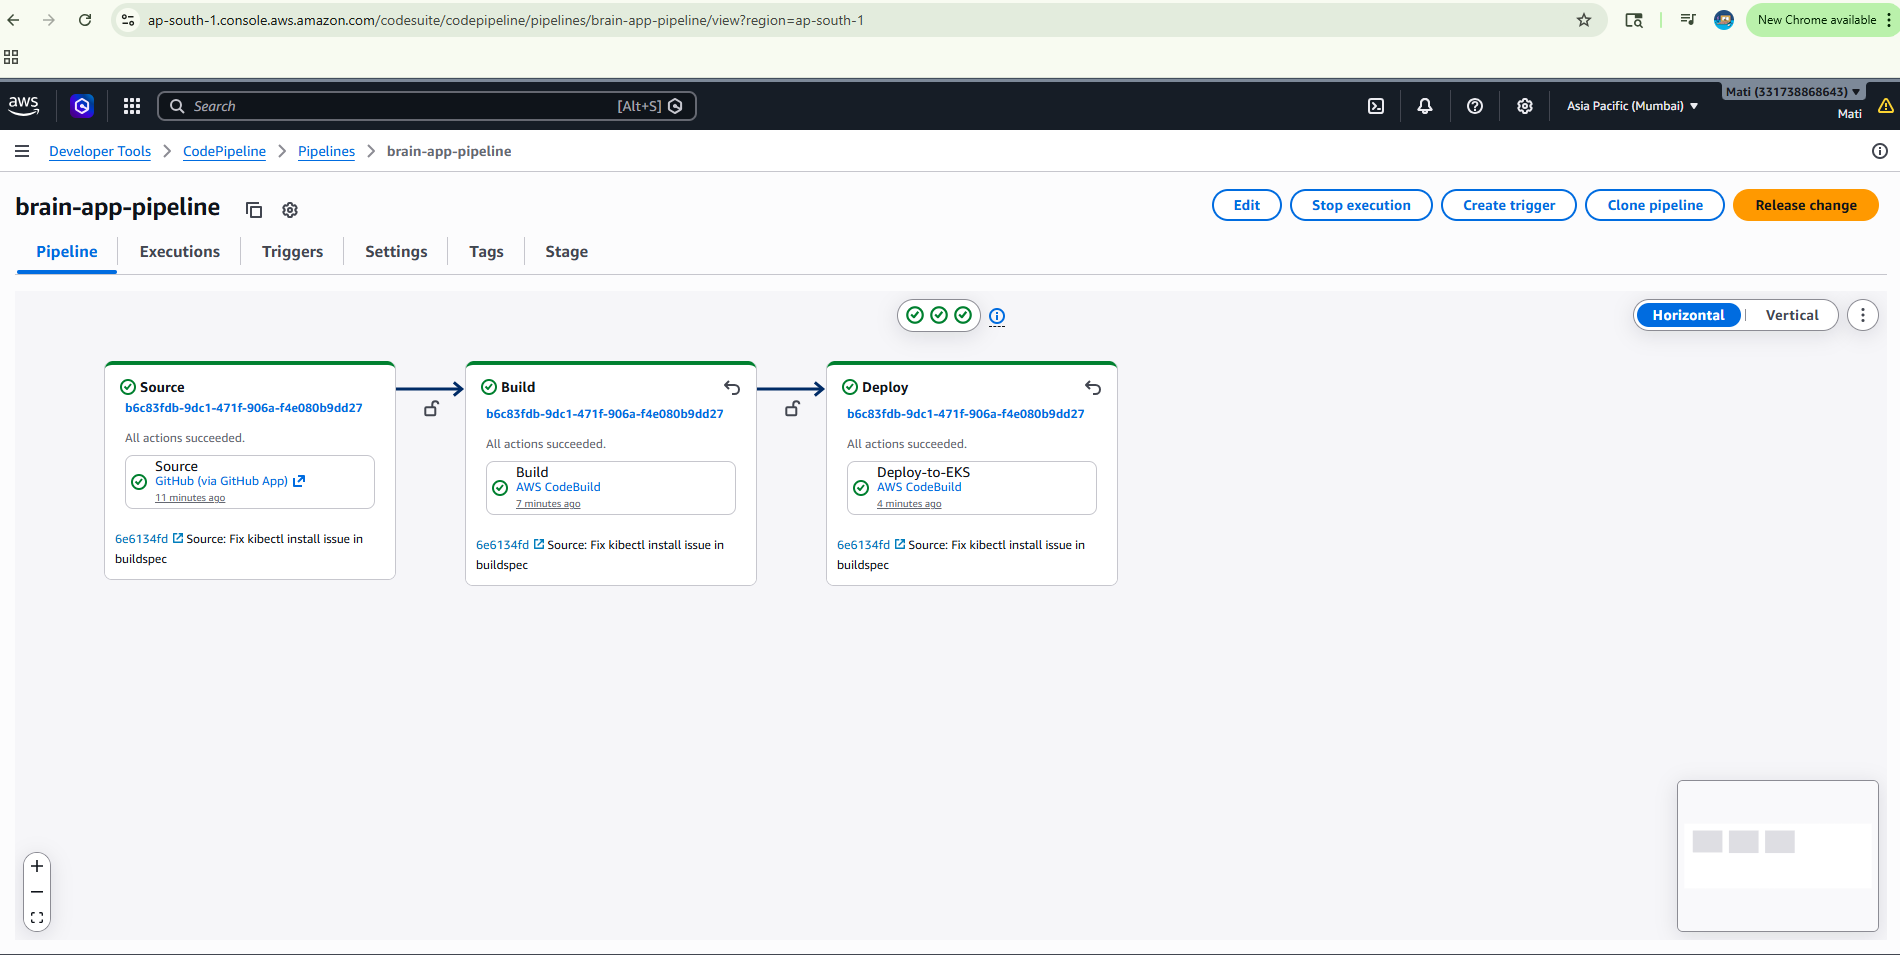 ap-south-1.console.aws.amazon.com/codesuite/codepipeline/pipelines/brain-app-pipeline/view?region=ap-south-1
New Chrome available
aws
Search
[Alt+S]
Asia Pacific (Mumbai)
Mati (331738868643)
Mati
Developer Tools
CodePipeline
Pipelines
brain-app-pipeline
brain-app-pipeline
Edit
Stop execution
Create trigger
Clone pipeline
Release change
Pipeline
Executions
Triggers
Settings
Tags
Stage
Horizontal
Vertical
Source
b6c83fdb-9dc1-471f-906a-f4e080b9dd27
All actions succeeded.
Source
GitHub (via GitHub App)
11 minutes ago
6e6134fd Source: Fix kibectl install issue in
buildspec
Build
b6c83fdb-9dc1-471f-906a-f4e080b9dd27
All actions succeeded.
Build
AWS CodeBuild
7 minutes ago
6e6134fd Source: Fix kibectl install issue in
buildspec
Deploy
b6c83fdb-9dc1-471f-906a-f4e080b9dd27
All actions succeeded.
Deploy-to-EKS
AWS CodeBuild
4 minutes ago
6e6134fd Source: Fix kibectl install issue in
buildspec